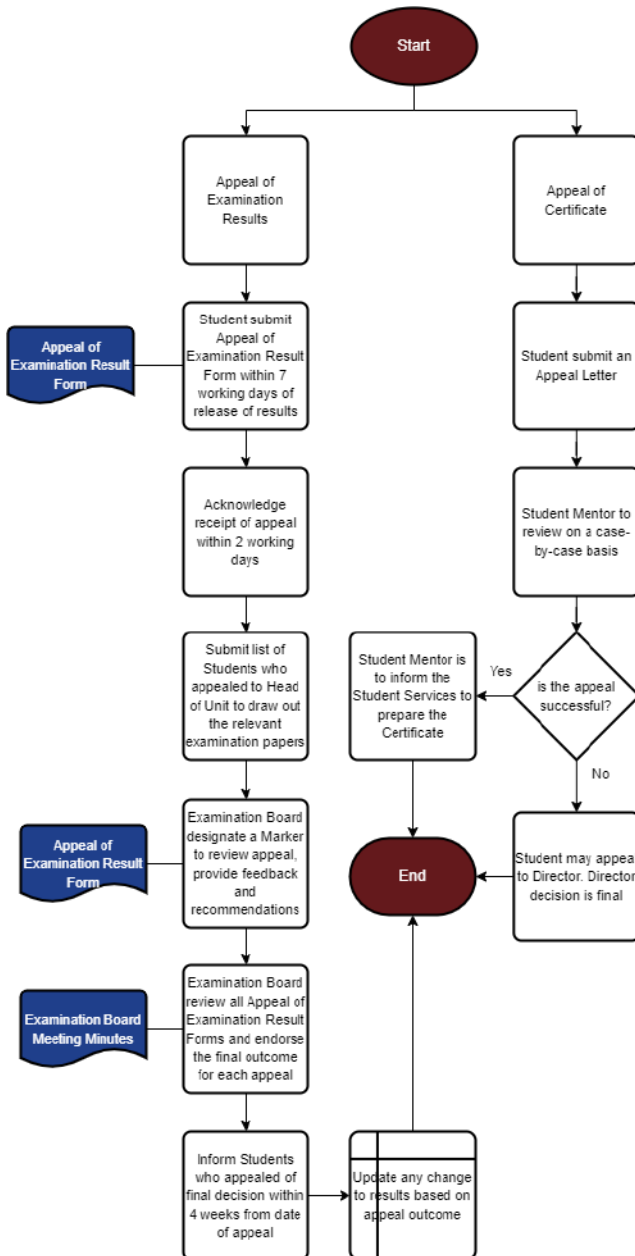 Start
Appeal of
Examination
Results
Appeal of
Certificate
Appeal of
Examination Result
Form
Student submit
Appeal of
Examination Result
Form within 7
working days of
release of results
Student submit an
Appeal Letter
Acknowledge
receipt of appeal
within 2 working
days
Student Mentor to
review on a case-
by-case basis
Submit list of
Students who
appealed to Head
of Unit to draw out
the relevant
examination papers
Student Mentor is
to inform the
Student Services to
prepare the
Certificate
Yes
is the appeal
successful?
No
Appeal of
Examination Result
Form
Examination Board
designate a Marker
to review appeal,
provide feedback
and
recommendations
End
Student may appea
to Director. Director
decision is final
Examination Board
Meeting Minutes
Examination Board
review all Appeal of
Examination Result
Forms and endorse
the final outcome
for each appeal
Inform Students
who appealed of
final decision within
4 weeks from date
of appeal
Update any change
to results based on
appeal outcome